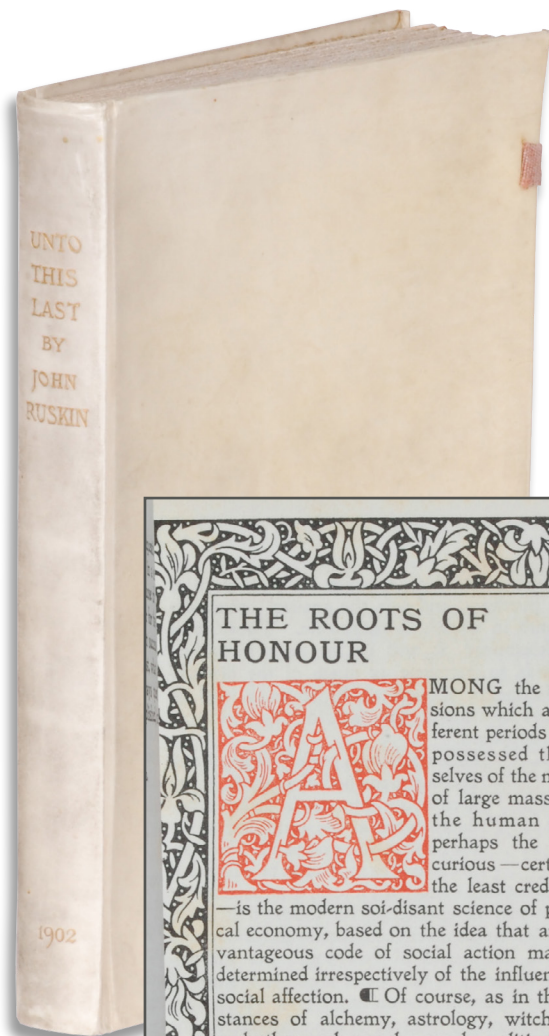 UNTO
THIS
LAST
BY
JOHN
RUSKIN
1902
THE ROOTS OF
HONOUR
AMONG the
sions which a
ferent periods
possessed th
selves of the m
of large mass
the human
perhaps the
curious—cert
the least cred
—is the modern soi-disant science of p
cal economy, based on the idea that a
vantageous code of social action ma
determined irrespectively of the influen
social affection. ¶ Of course, as in th
stances of alchemy, astrology, witch